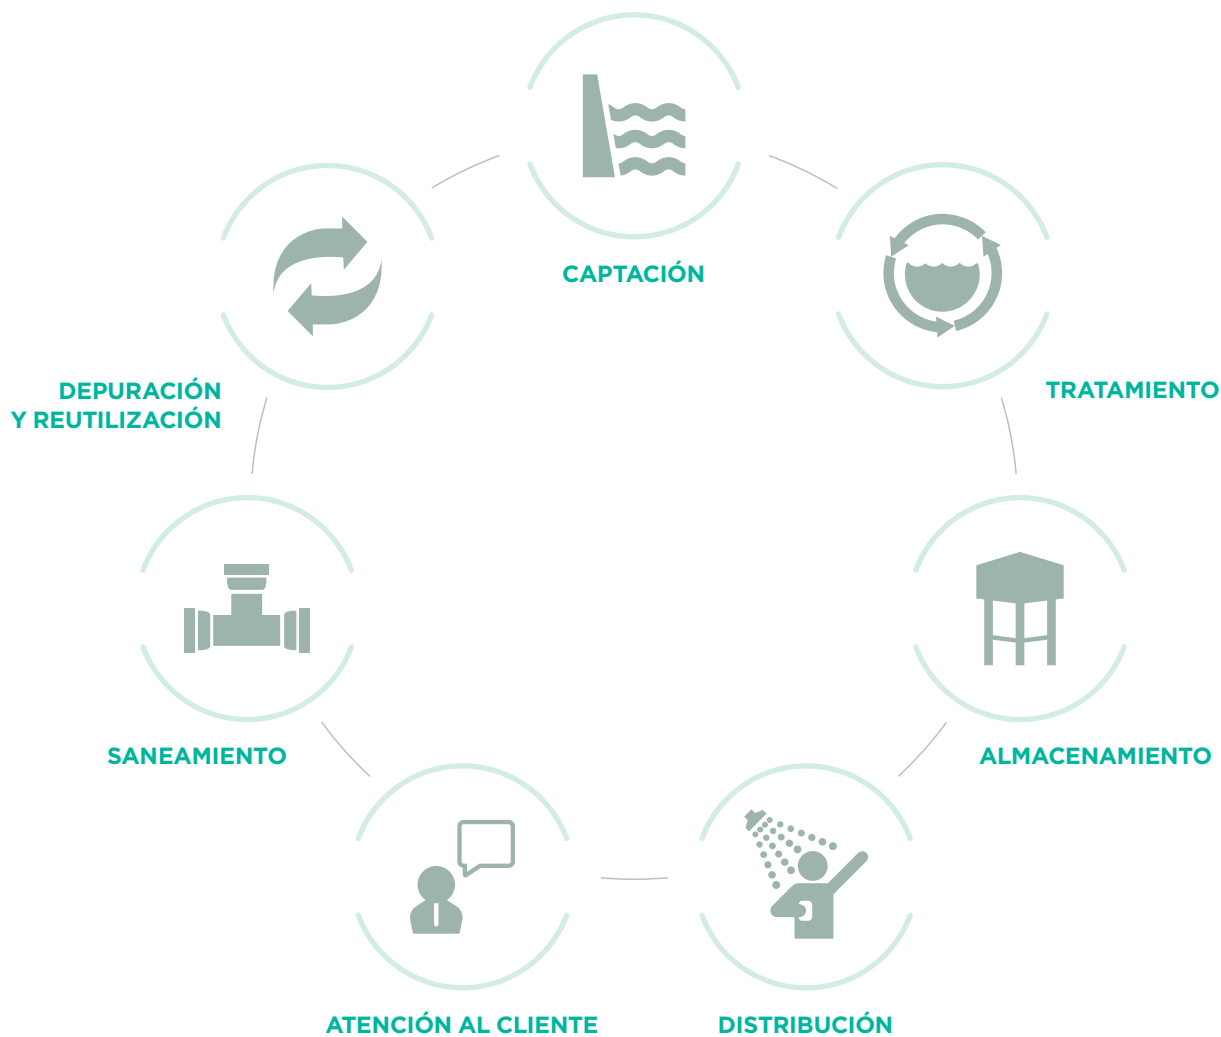 CAPTACIÓN
TRATAMIENTO
ALMACENAMIENTO
DISTRIBUCIÓN
ATENCIÓN AL CLIENTE
SANEAMIENTO
DEPURACIÓN
Y REUTILIZACIÓN